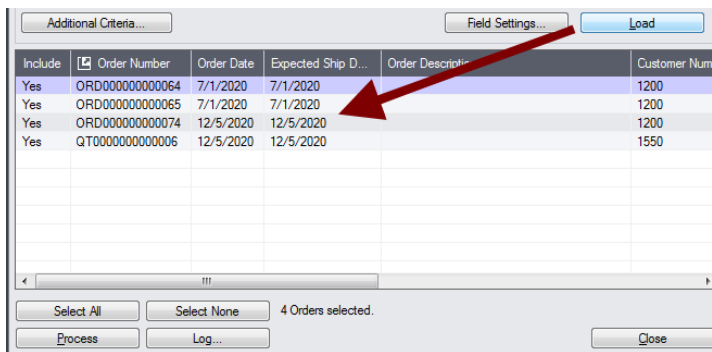 Additional Criteria... Field Settings... Load
Include Order Number Order Date Expected Ship D... Order Customer Num
Yes ORD000000000064 7/1/2020 7/1/2020 1200
Yes ORD000000000065 7/1/2020 7/1/2020 1200
Yes ORD000000000074 12/5/2020 12/5/2020 1200
Yes QT0000000000006 12/5/2020 12/5/2020 1550
Select All Select None 4 Orders selected.
Process Log... Close